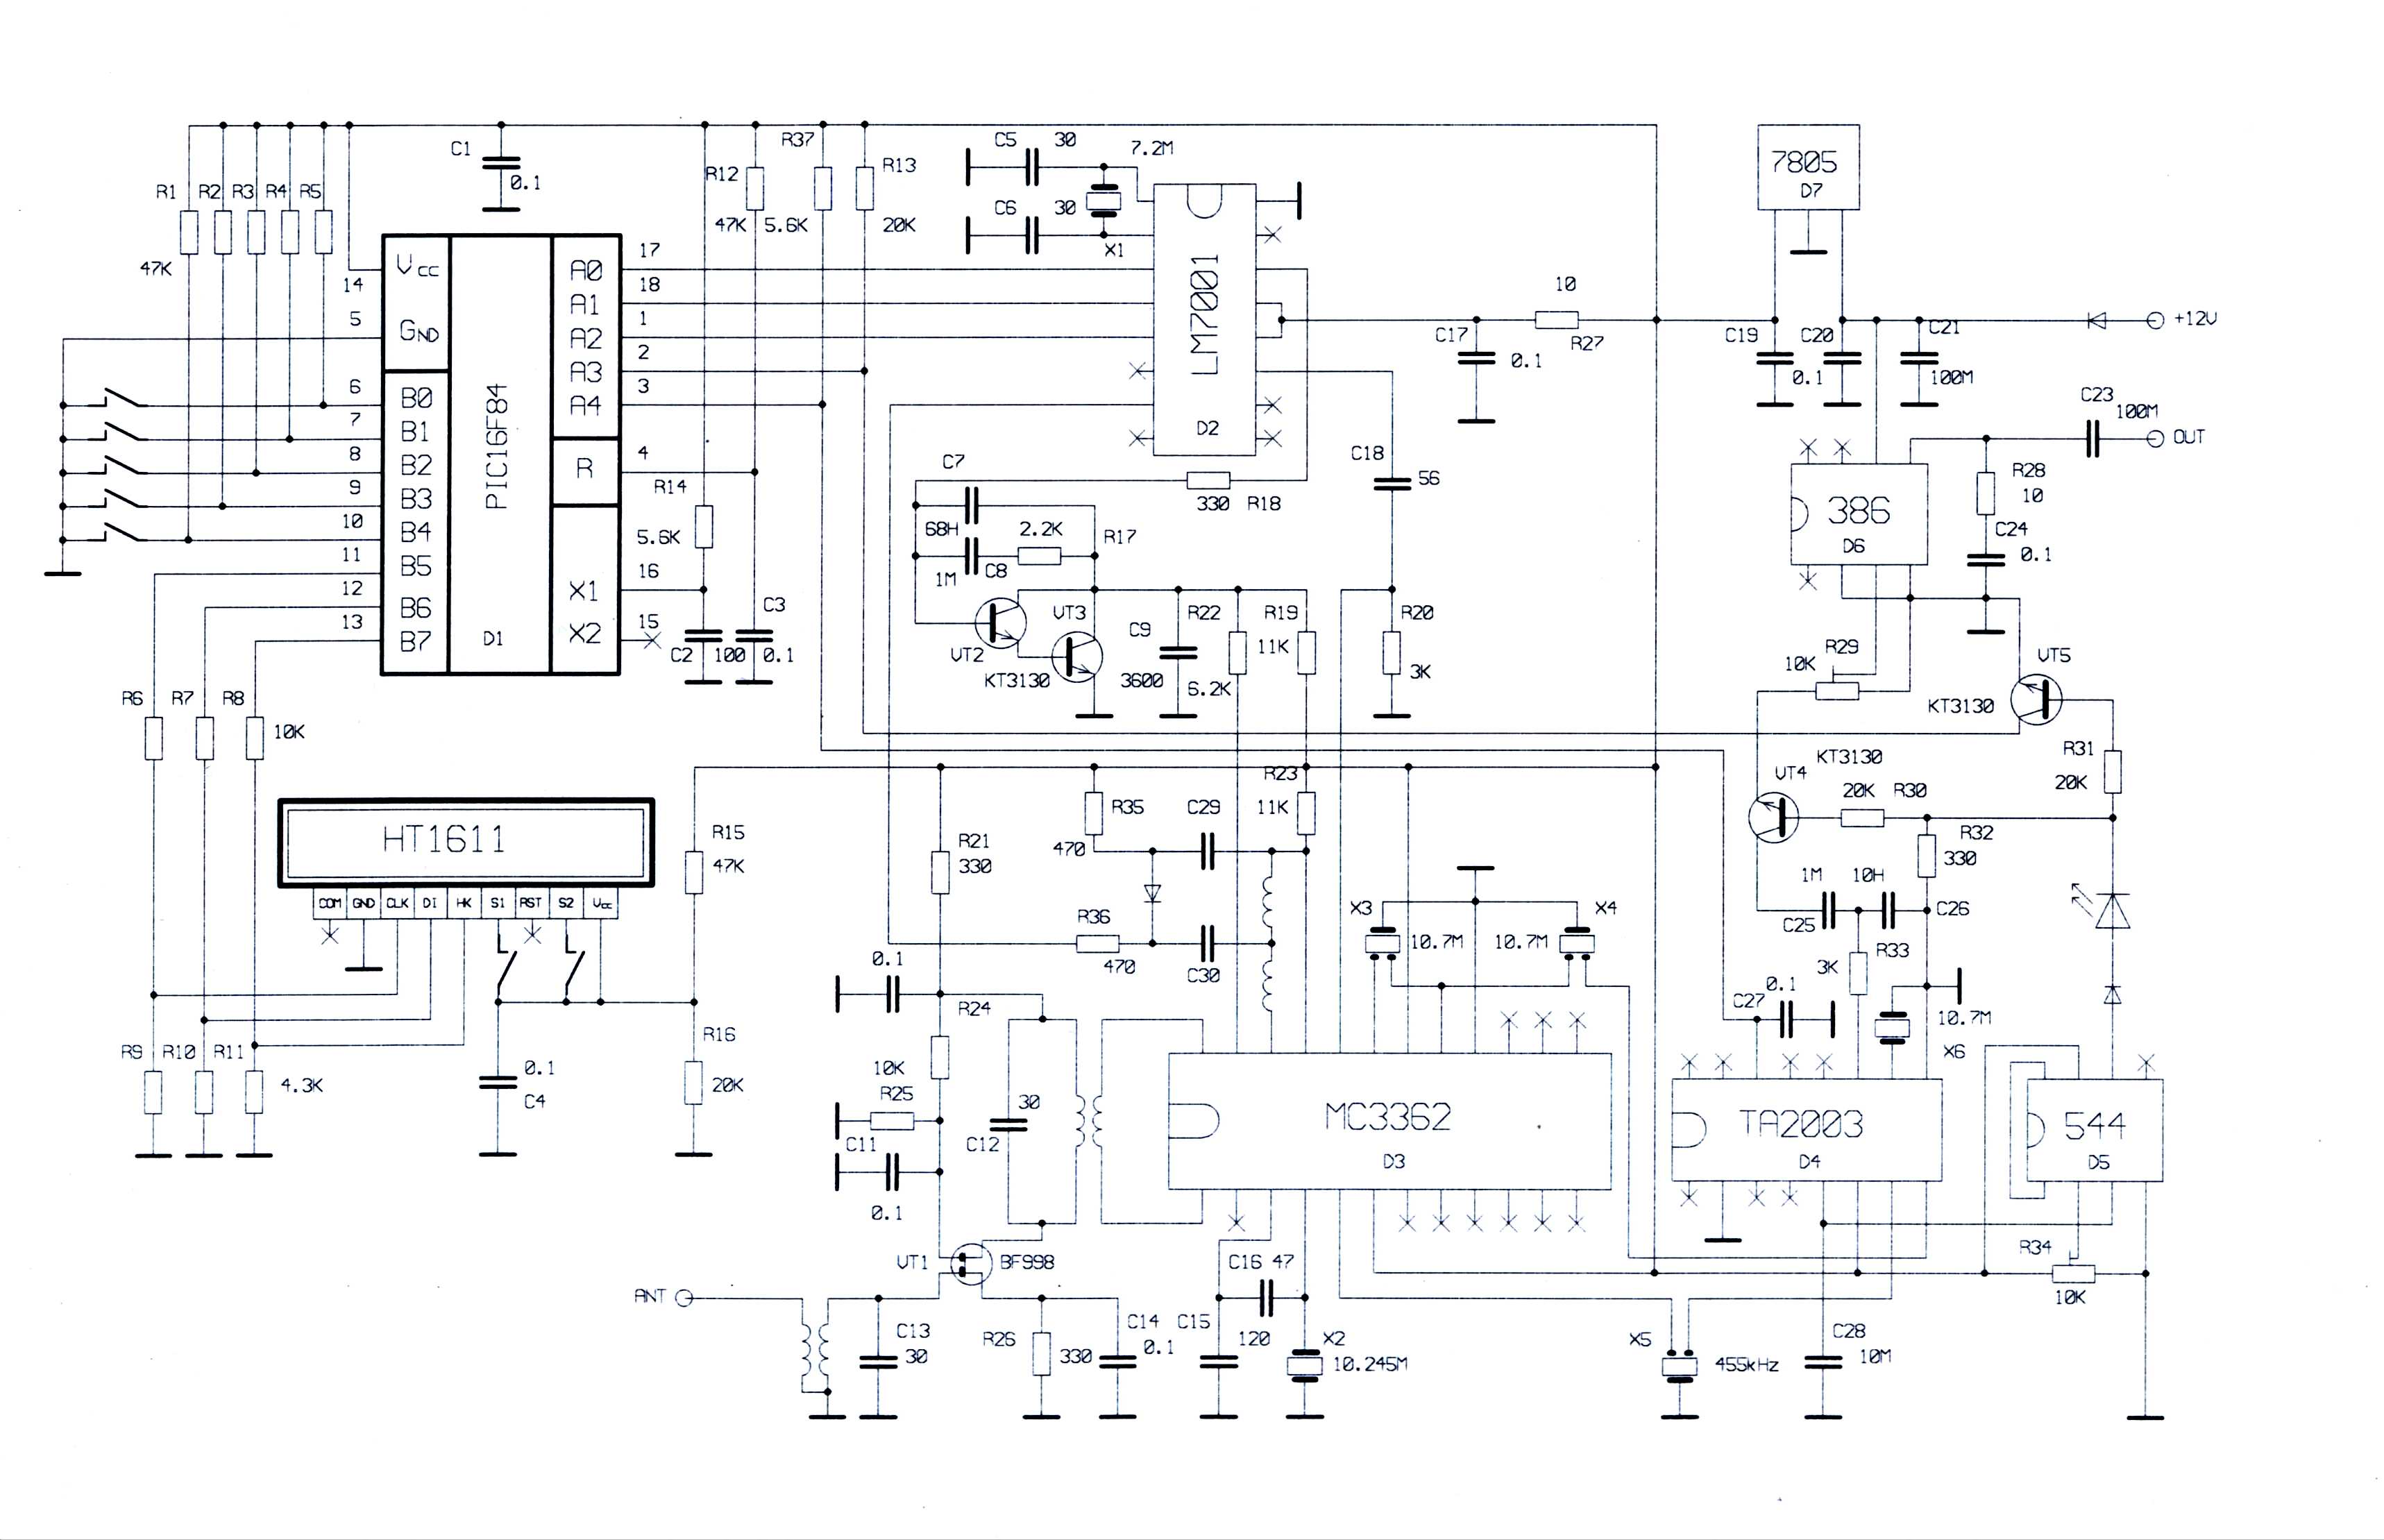 C1
0.1
R1
R2
R3
R4
R5
47K
R12
47K
R37
5.6K
R13
20K
C5
30
7.2M
C6
30
X1
7805
D7
Vcc
14
GND
5
PIC16F84
D1
A0
17
A1
18
A2
1
A3
2
A4
3
R
4
X1
16
X2
15
B0
6
B1
7
B2
8
B3
9
B4
10
B5
11
B6
12
B7
13
R14
5.6K
C2
100
C3
0.1
LM7001
D2
10
R27
C17
0.1
C19
0.1
C20
C21
100M
+12V
C23
100M
OUT
C18
56
C7
68H
330
R18
2.2K
R17
1M
C8
VT2
VT3
KT3130
C9
3600
R22
6.2K
R19
11K
R20
3K
386
D6
R28
10
C24
0.1
R29
10K
VT5
KT3130
R31
20K
KT3130
VT4
20K
R30
R32
330
1M
10H
C25
C26
R33
3K
R6
R7
R8
10K
HT1611
COM
GND
CLK
DI
HK
S1
RST
S2
Vcc
R15
47K
R16
20K
R9
R10
R11
4.3K
0.1
C4
R21
330
R35
470
C29
R23
11K
R36
470
C30
0.1
R24
10K
R25
C11
0.1
C12
30
X3
10.7M
10.7M
X4
C27
0.1
10.7M
X6
MC3362
D3
TA2003
D4
544
D5
VT1
BF998
ANT
C13
30
R26
330
C14
0.1
C15
120
C16
47
X2
10.245M
X5
455kHz
C28
10M
R34
10K